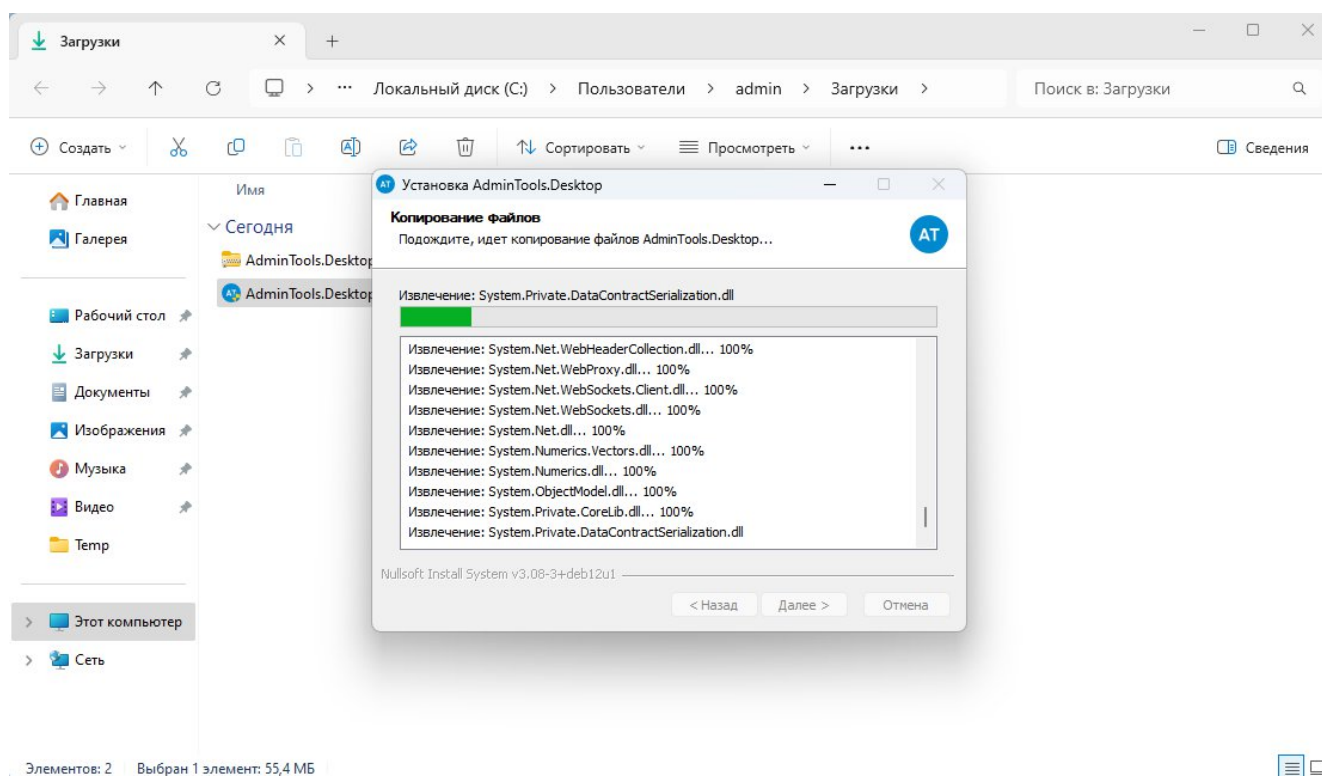 Загрузки
Локальный диск (C:) > Пользователи > admin > Загрузки >
Поиск в: Загрузки
Создать
Сортировать
Просмотреть
Сведения
Главная
Галерея
Рабочий стол
Загрузки
Документы
Изображения
Музыка
Видео
Temp
Этот компьютер
Сеть
Имя
Сегодня
AdminTools.Desktop
AdminTools.Desktop
AT Установка AdminTools.Desktop
Копирование файлов
Подождите, идет копирование файлов AdminTools.Desktop...
AT
Извлечение: System.Private.DataContractSerialization.dll
Извлечение: System.Net.WebHeaderCollection.dll... 100%
Извлечение: System.Net.WebProxy.dll... 100%
Извлечение: System.Net.WebSockets.Client.dll... 100%
Извлечение: System.Net.WebSockets.dll... 100%
Извлечение: System.Net.dll... 100%
Извлечение: System.Numerics.Vectors.dll... 100%
Извлечение: System.Numerics.dll... 100%
Извлечение: System.ObjectModel.dll... 100%
Извлечение: System.Private.CoreLib.dll... 100%
Извлечение: System.Private.DataContractSerialization.dll
Nullsoft Install System v3.08-3+deb12u1
< Назад
Далее >
Отмена
Элементов: 2
Выбран 1 элемент: 55,4 МБ